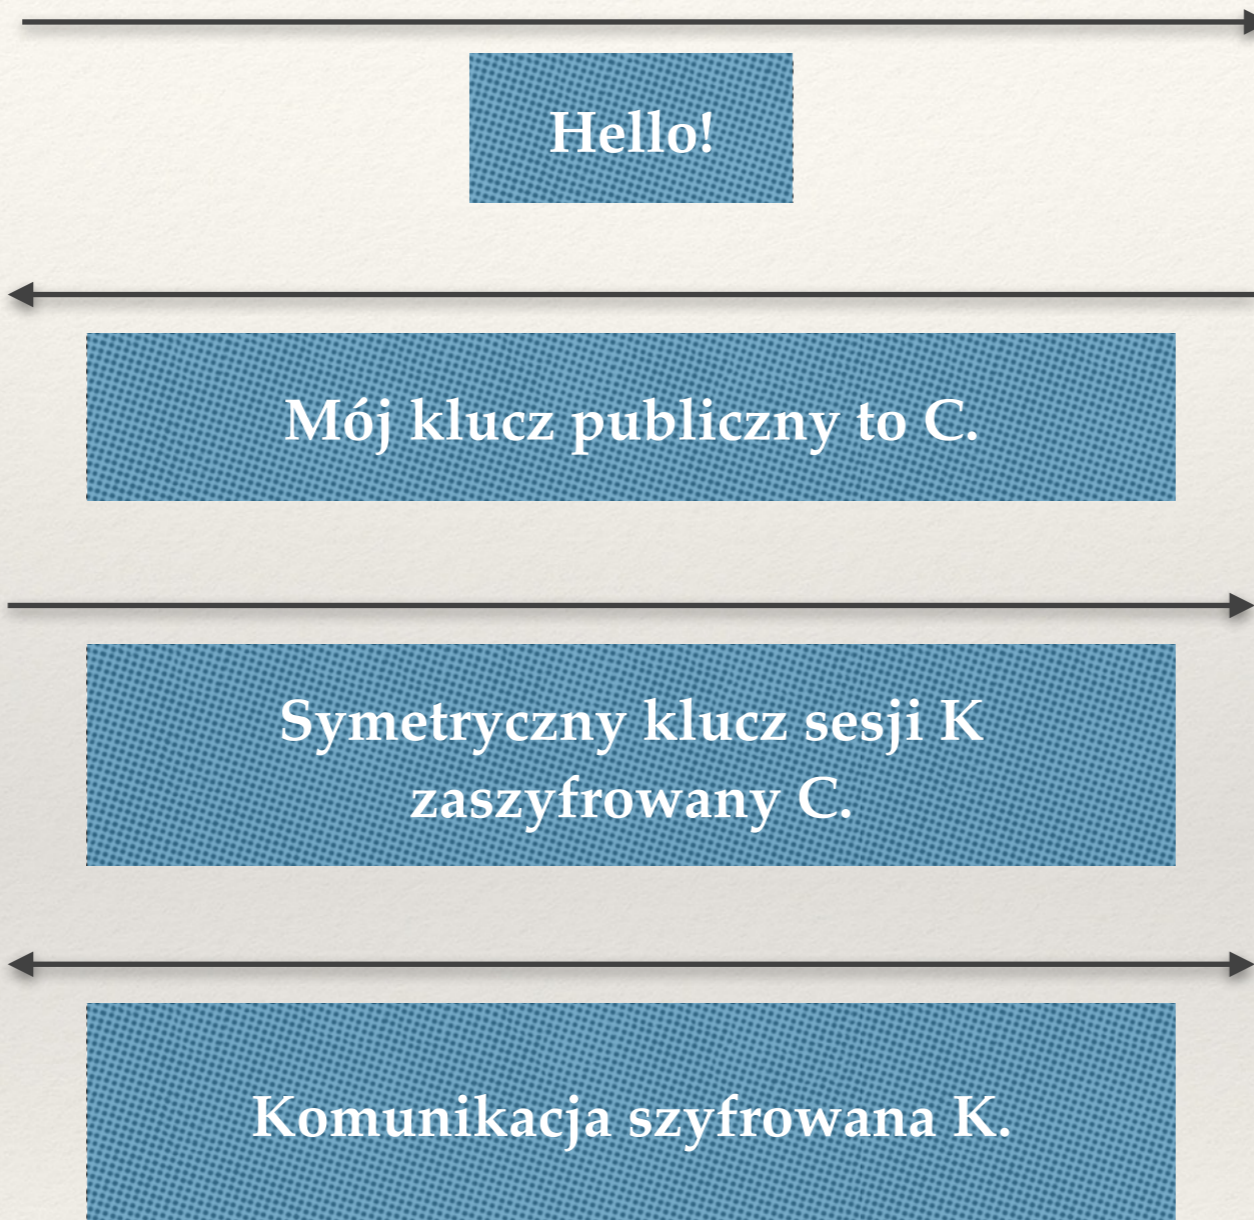 Hello!
Mój klucz publiczny to C.
Symetryczny klucz sesji K
zaszyfrowany C.
Komunikacja szyfrowana K.